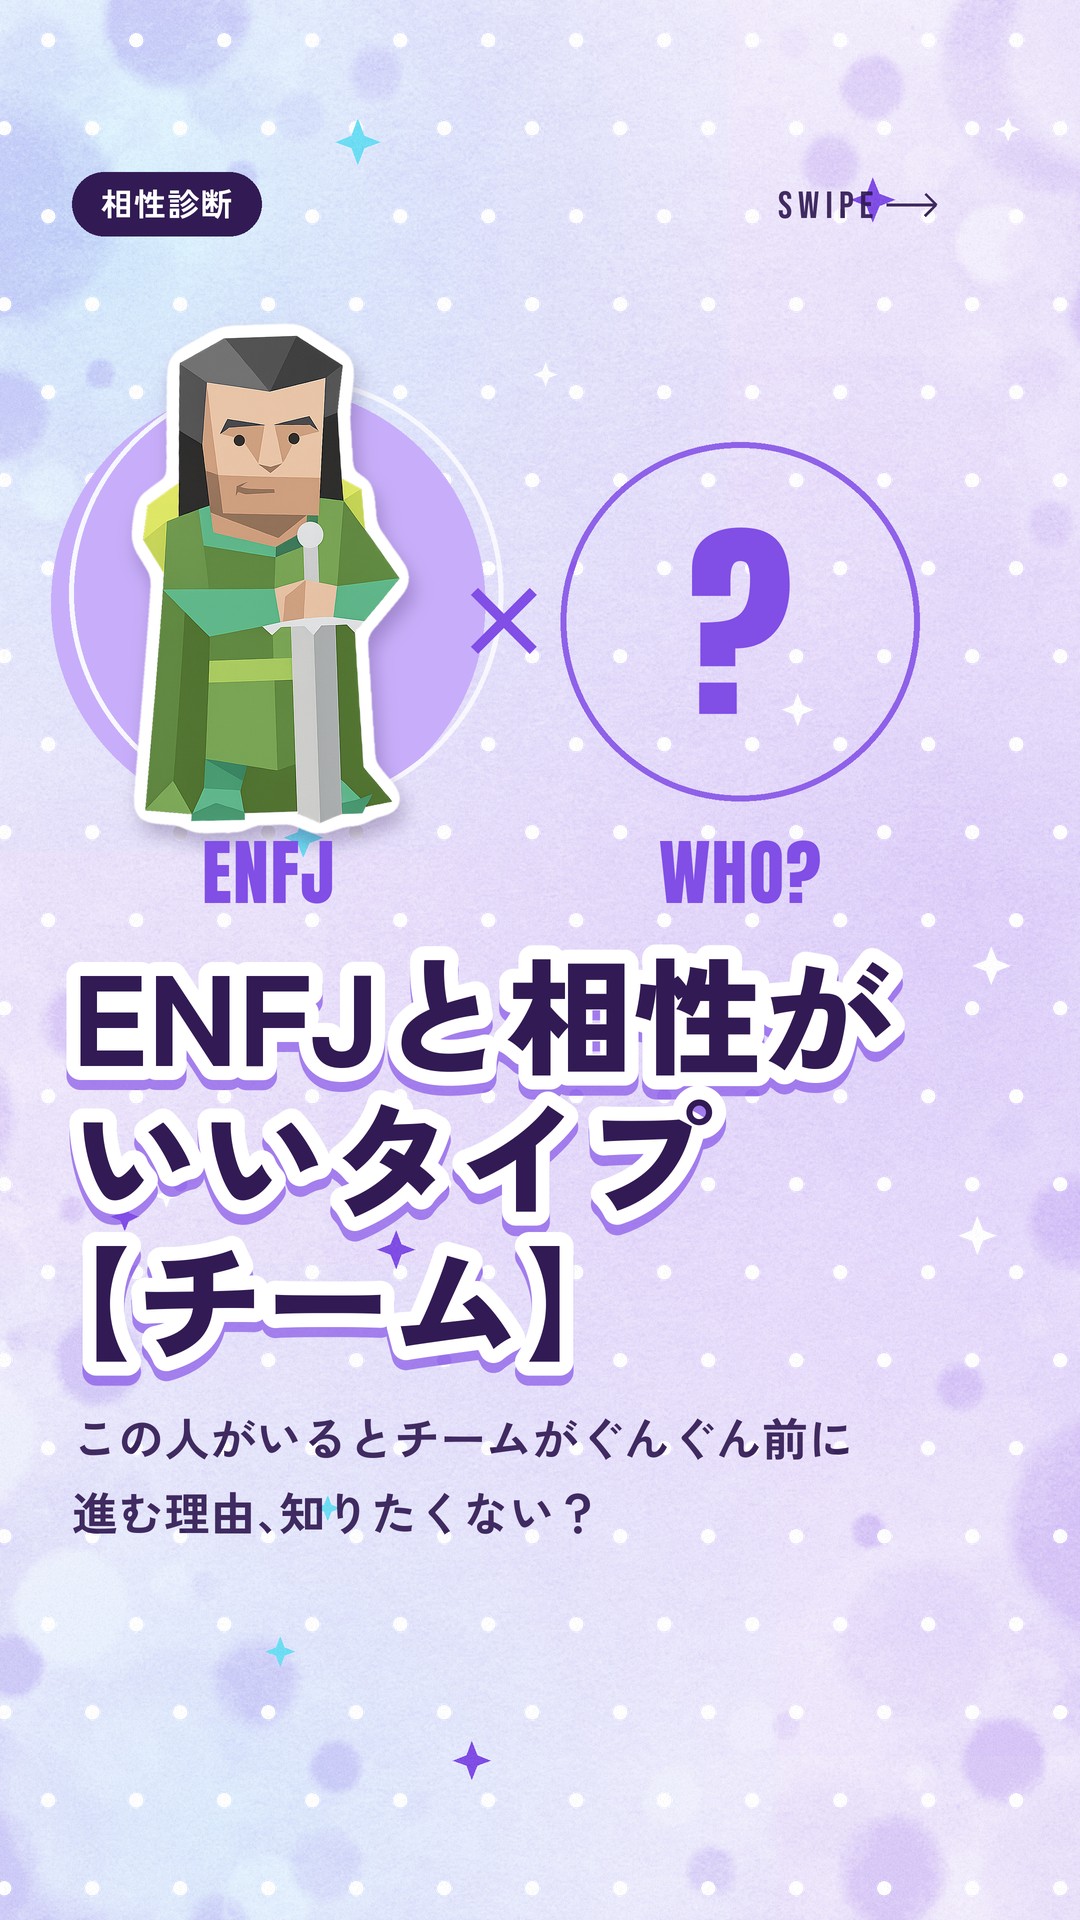 相性診断
SWIPE →
×
?
ENFJ
WHO?
ENFJと相性が
いいタイプ
【チーム】
この人がいるとチームがぐんぐん前に
進む理由、知りたくない？